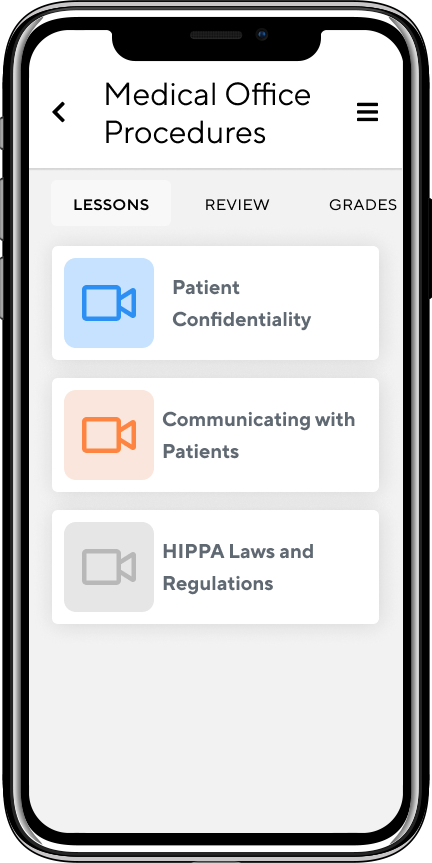 Medical Office
Procedures
LESSONS REVIEW GRADES
Patient
Confidentiality
Communicating with
Patients
HIPPA Laws and
Regulations